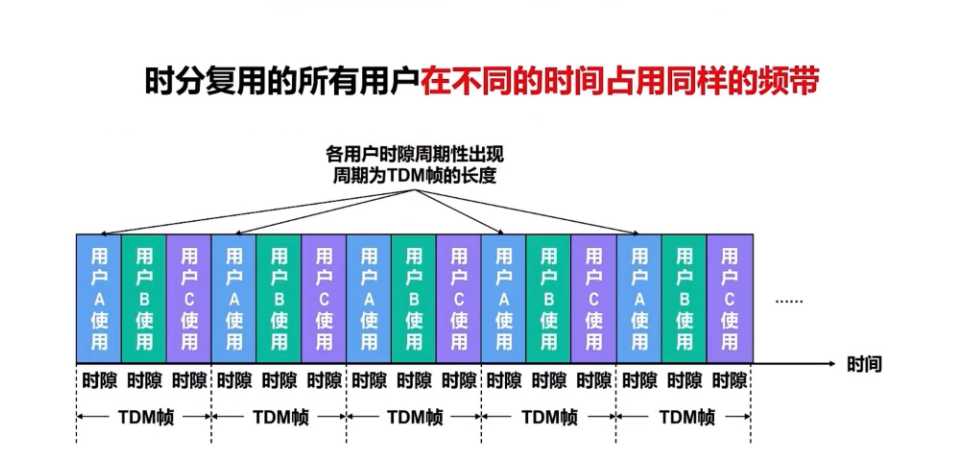 时分复用的所有用户在不同的时间占用同样的频带
各用户时隙周期性出现
周期为TDM帧的长度
用户A使用
用户B使用
用户C使用
用户A使用
用户B使用
用户C使用
用户A使用
用户B使用
用户C使用
用户A使用
用户B使用
用户C使用
用户A使用
用户B使用
用户C使用
......
时间
时隙 时隙 时隙 时隙 时隙 时隙 时隙 时隙 时隙 时隙 时隙 时隙 时隙 时隙 时隙
TDM帧 TDM帧 TDM帧 TDM帧 TDM帧